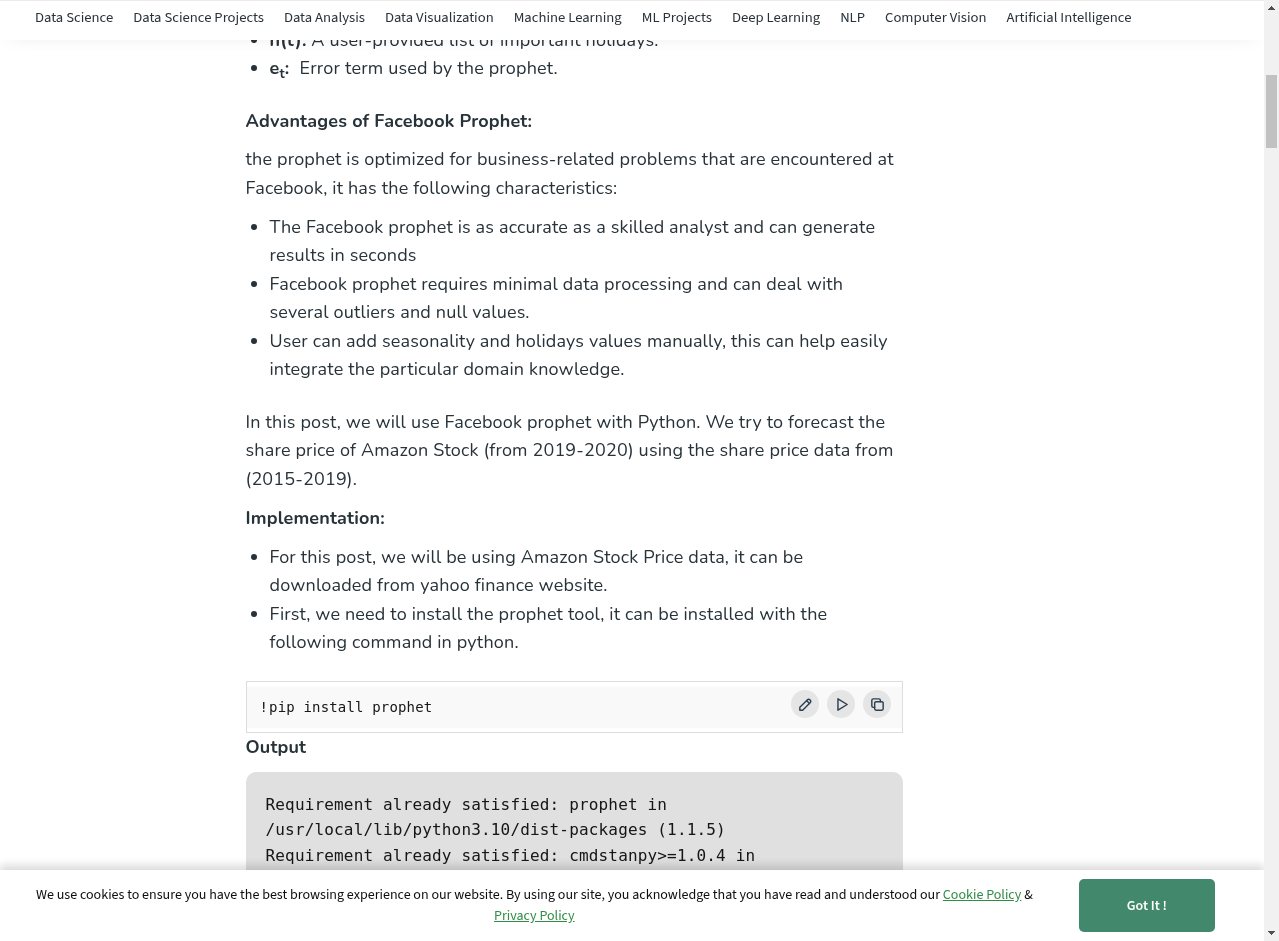 Data Science Data Science Projects Data Analysis Data Visualization Machine Learning ML Projects Deep Learning NLP Computer Vision Artificial Intelligence
h(t): A user-provided list of important holidays.
et: Error term used by the prophet.
Advantages of Facebook Prophet:
the prophet is optimized for business-related problems that are encountered at
Facebook, it has the following characteristics:
The Facebook prophet is as accurate as a skilled analyst and can generate
results in seconds
Facebook prophet requires minimal data processing and can deal with
several outliers and null values.
User can add seasonality and holidays values manually, this can help easily
integrate the particular domain knowledge.
In this post, we will use Facebook prophet with Python. We try to forecast the
share price of Amazon Stock (from 2019-2020) using the share price data from
(2015-2019).
Implementation:
For this post, we will be using Amazon Stock Price data, it can be
downloaded from yahoo finance website.
First, we need to install the prophet tool, it can be installed with the
following command in python.
!pip install prophet
Output
Requirement already satisfied: prophet in
/usr/local/lib/python3.10/dist-packages (1.1.5)
Requirement already satisfied: cmdstanpy>=1.0.4 in
We use cookies to ensure you have the best browsing experience on our website. By using our site, you acknowledge that you have read and understood our Cookie Policy &
Privacy Policy
Got It !